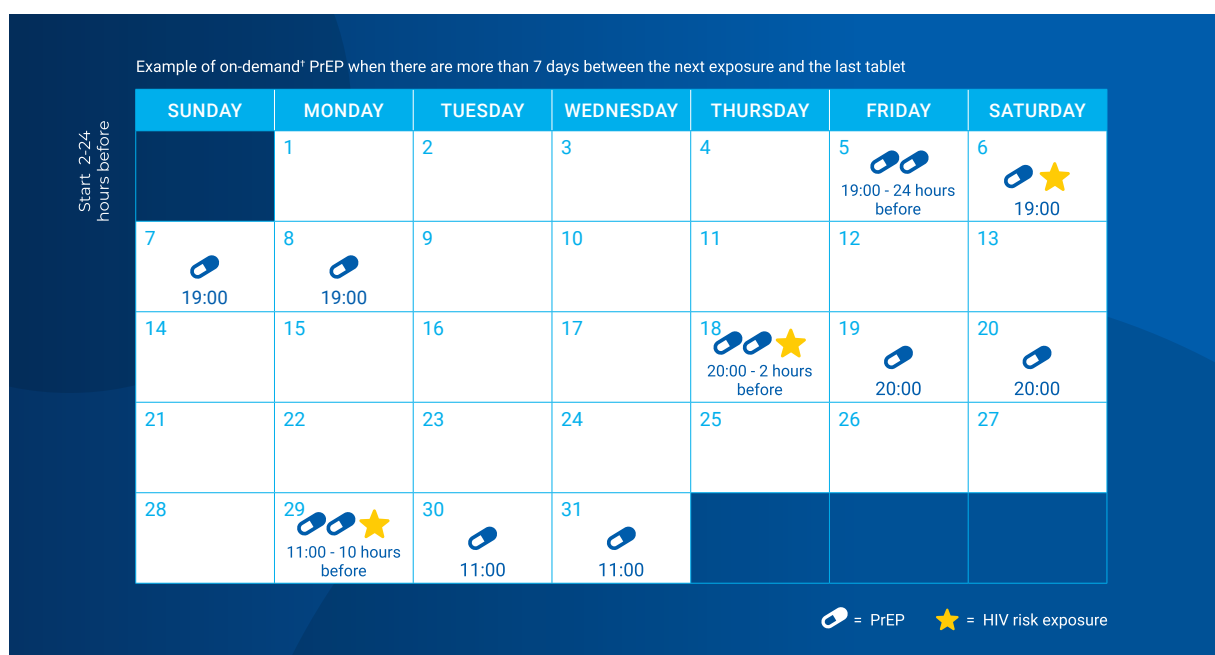 Example of on-demand† PrEP when there are more than 7 days between the next exposure and the last tablet
Start 2-24
hours before
SUNDAY MONDAY TUESDAY WEDNESDAY THURSDAY FRIDAY SATURDAY
1 2 3 4 5 6
19:00 - 24 hours
before
19:00
7 8 9 10 11 12 13
19:00 19:00
14 15 16 17 18 19 20
20:00 - 2 hours
before
20:00 20:00
21 22 23 24 25 26 27
28 29 30 31
11:00 - 10 hours
before
11:00 11:00
= PrEP = HIV risk exposure